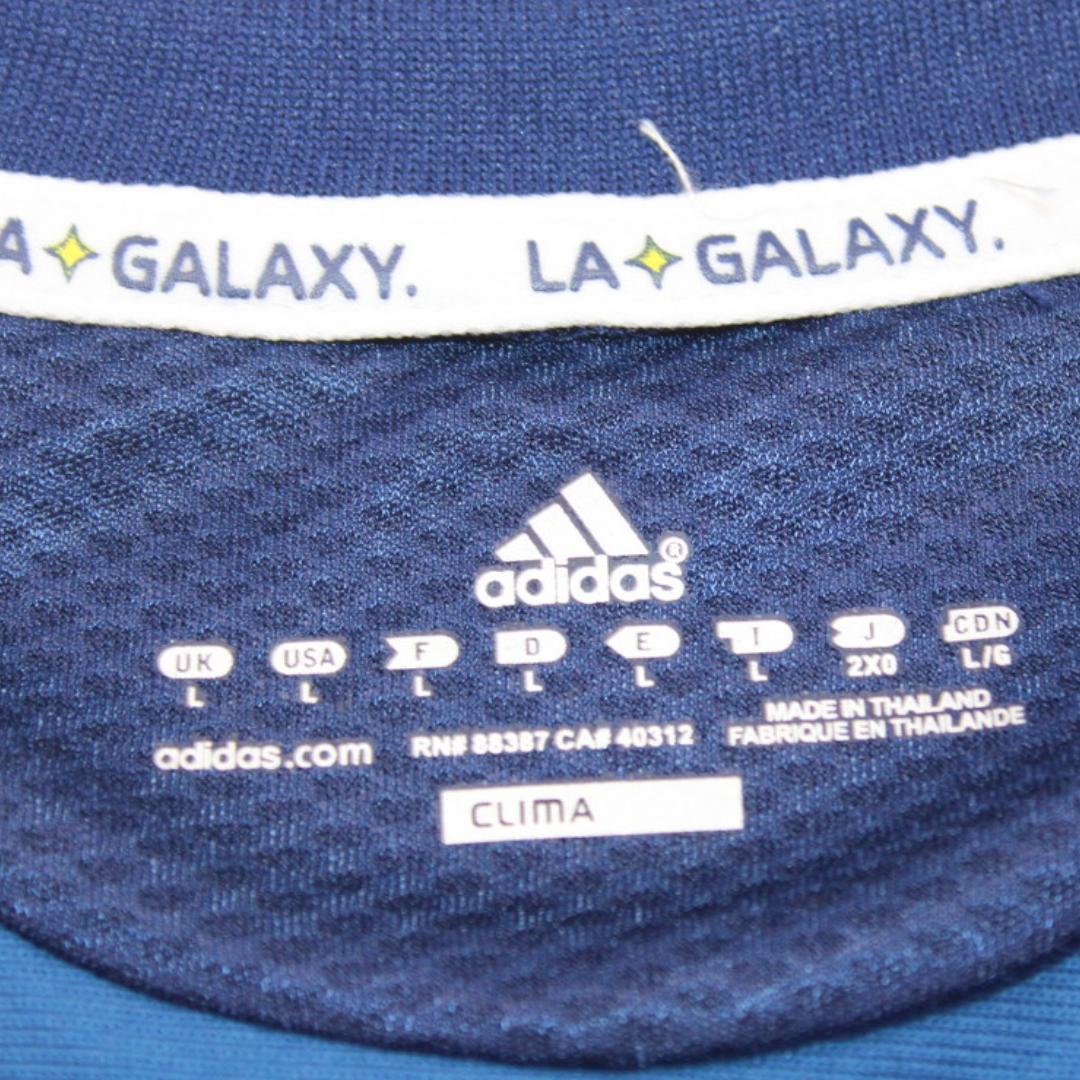 A GALAXY. LA GALAXY.
adidas ®
UK USA F D E I J CDN
L L L L L L 2XO L/G
adidas.com RN# 88387 CA# 40312 MADE IN THAILAND
FABRIQUE EN THAILANDE
CLIMA